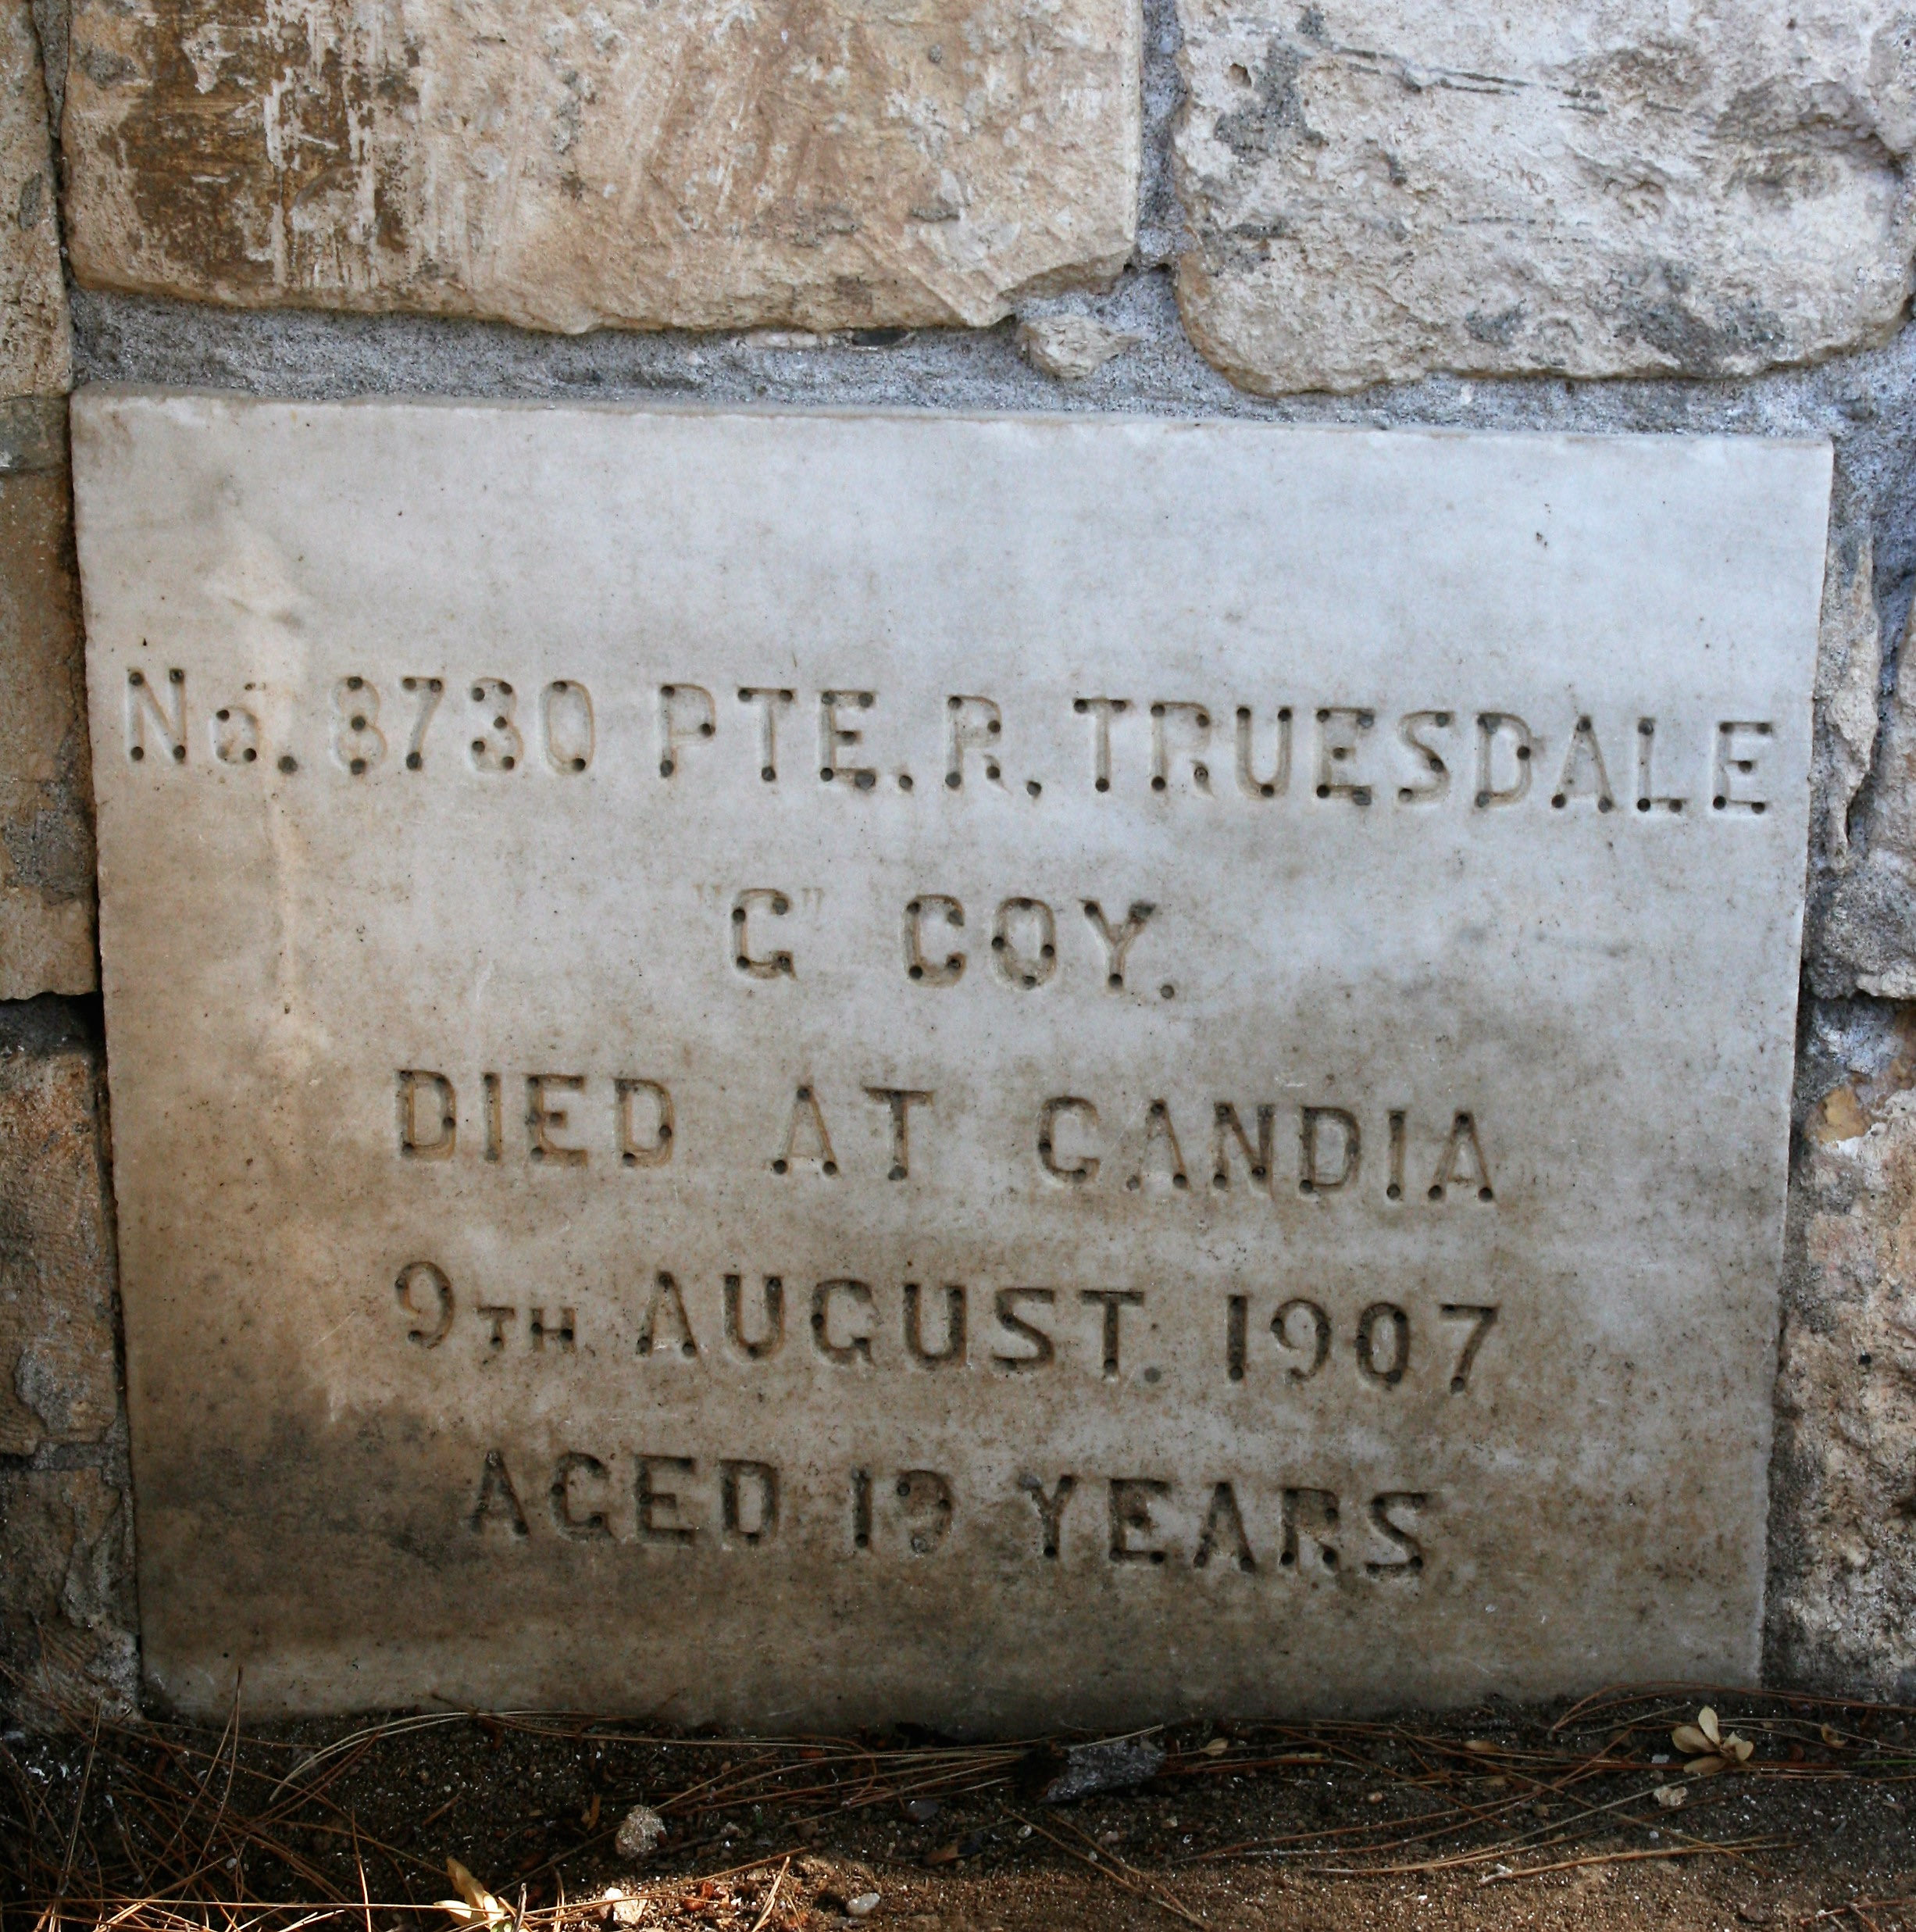 No. 8730 PTE. R. TRUESDALE
"G" COY.
DIED AT CANDIA
9TH AUGUST. 1907
AGED 19 YEARS